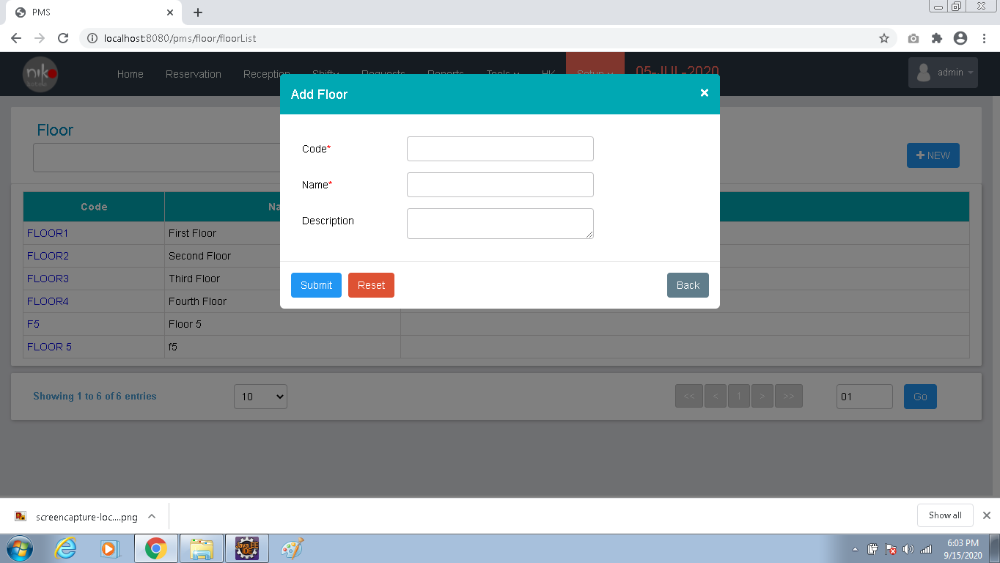 PMS
localhost:8080/pms/floor/floorList
niko
hotels
Home Reservation Reception Shifty Requests Reports Tools HK Setup 05-JUL-2020 admin
Add Floor
Floor
Code*
NEW
Name*
Description
Code Na
FLOOR1 First Floor
FLOOR2 Second Floor
FLOOR3 Third Floor
Submit Reset Back
FLOOR4 Fourth Floor
F5 Floor 5
FLOOR 5 f5
Showing 1 to 6 of 6 entries 10 << < 1 > >> 01 Go
screencapture-loc....png Show all
Java EE
IDE
6:03 PM
9/15/2020